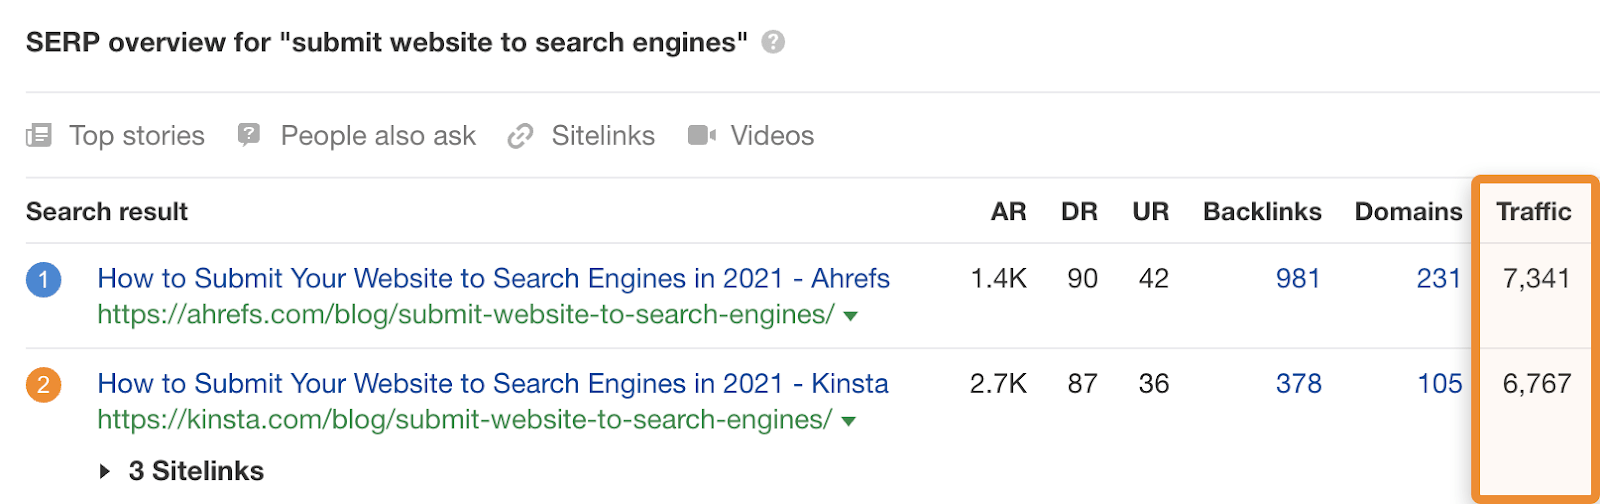 SERP overview for "submit website to search engines" ?
Top stories ? People also ask Sitelinks Videos
Search result AR DR UR Backlinks Domains Traffic
1 How to Submit Your Website to Search Engines in 2021 - Ahrefs 1.4K 90 42 981 231 7,341
https://ahrefs.com/blog/submit-website-to-search-engines/
2 How to Submit Your Website to Search Engines in 2021 - Kinsta 2.7K 87 36 378 105 6,767
https://kinsta.com/blog/submit-website-to-search-engines/
3 Sitelinks